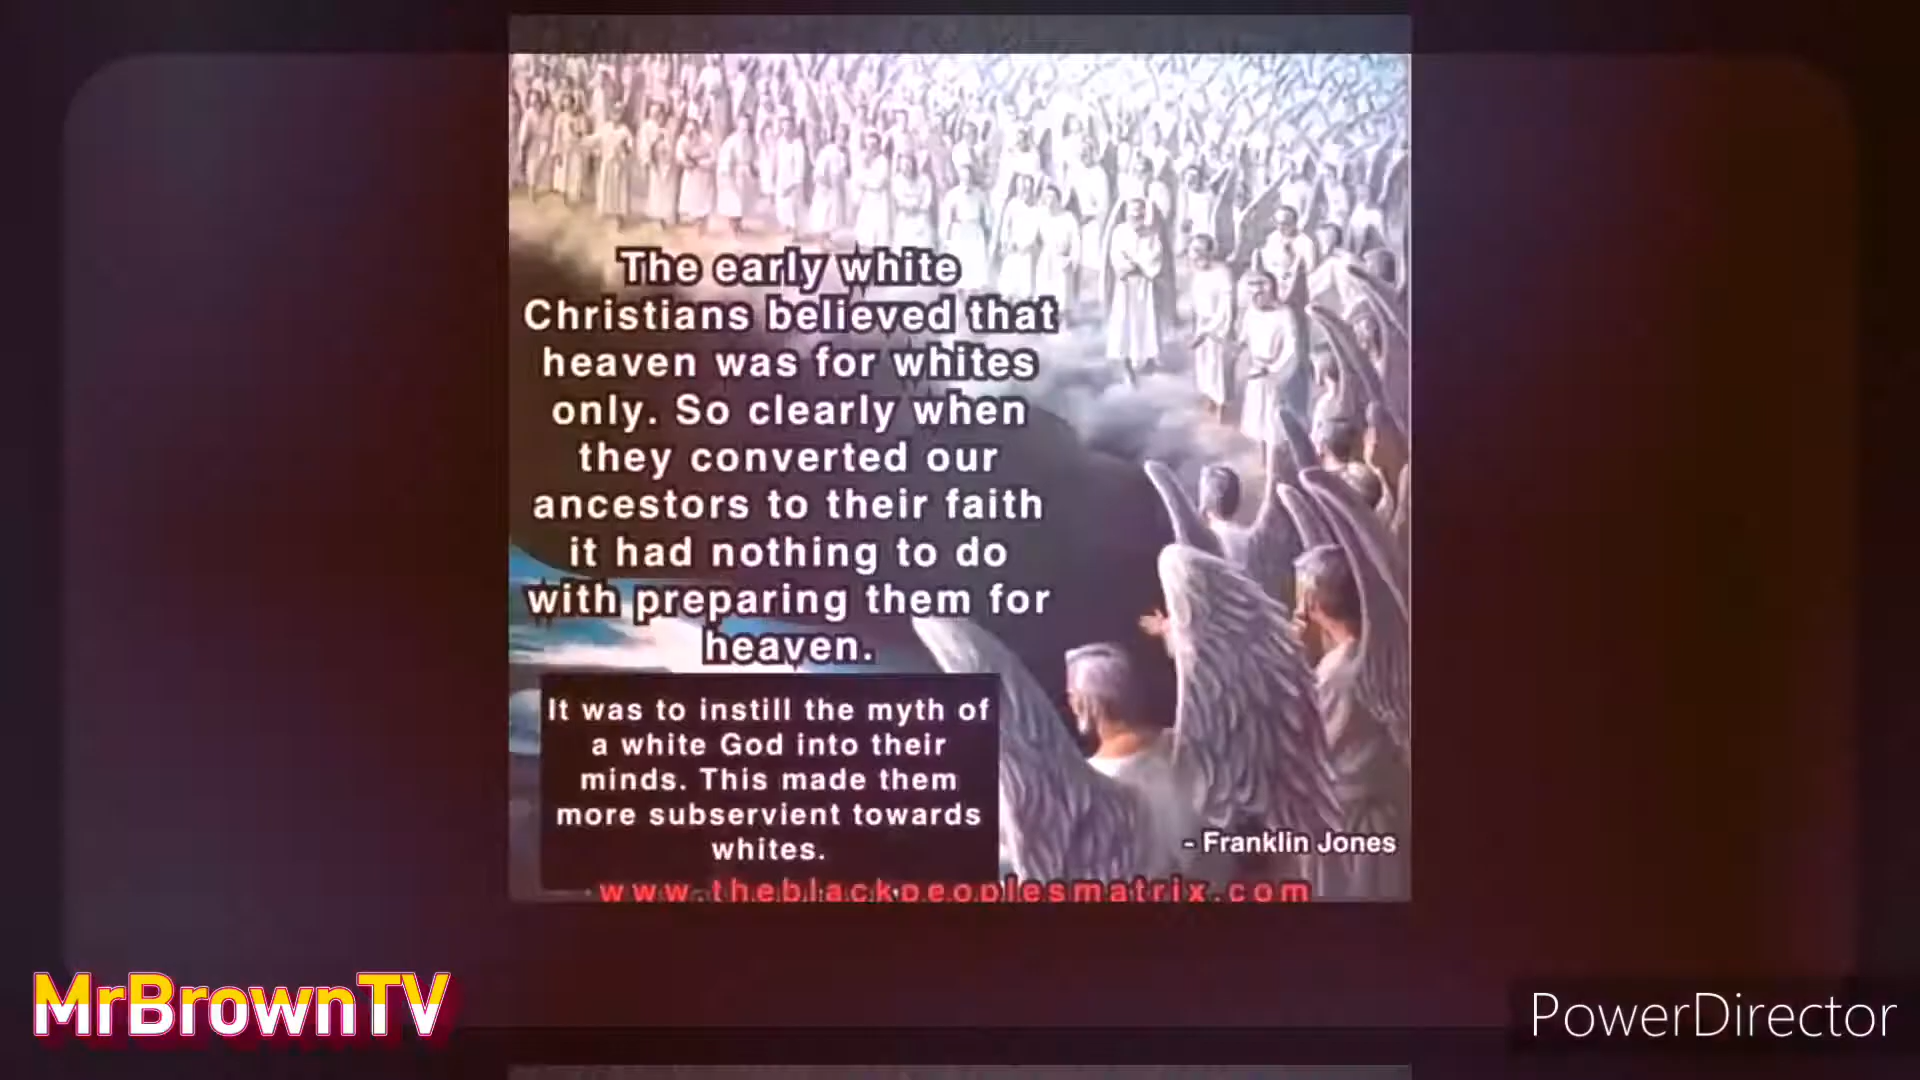 The early white
Christians believed that
heaven was for whites
only. So clearly when
they converted our
ancestors to their faith
it had nothing to do
with preparing them for
heaven.
It was to instill the myth of
a white God into their
minds. This made them
more subservient towards
whites.
- Franklin Jones
www.theblackpeoplesmatrix.com
MrBrownTV
PowerDirector